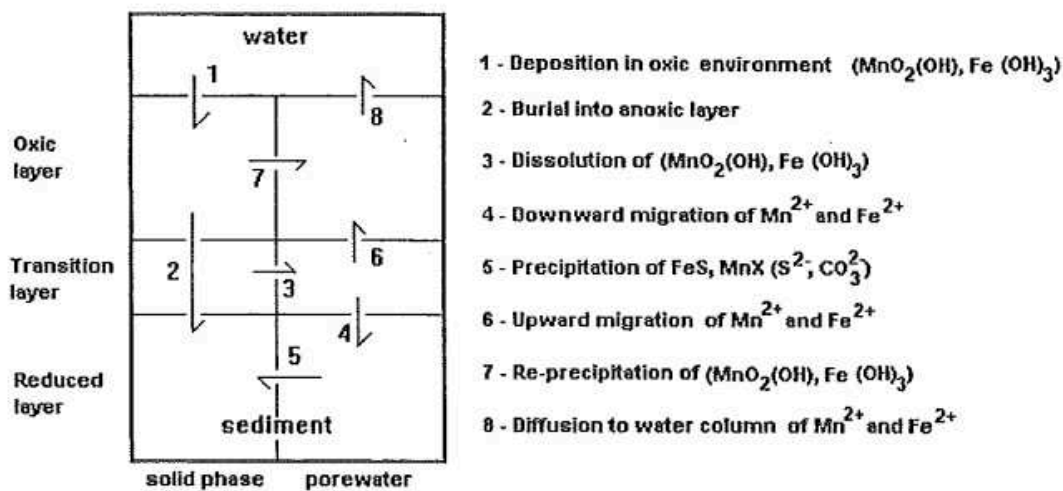 water
1
8
Oxic
layer
7
Transition
layer
2
6
3
4
5
Reduced
layer
sediment
solid phase porewater
1 - Deposition in oxic environment (MnO₂(OH), Fe (OH)₃)
2 - Burial into anoxic layer
3 - Dissolution of (MnO₂(OH), Fe (OH)₃)
4 - Downward migration of Mn²⁺ and Fe²⁺
5 - Precipitation of FeS, MnX (S²⁻, CO₃²⁻)
6 - Upward migration of Mn²⁺ and Fe²⁺
7 - Re-precipitation of (MnO₂(OH), Fe (OH)₃)
8 - Diffusion to water column of Mn²⁺ and Fe²⁺